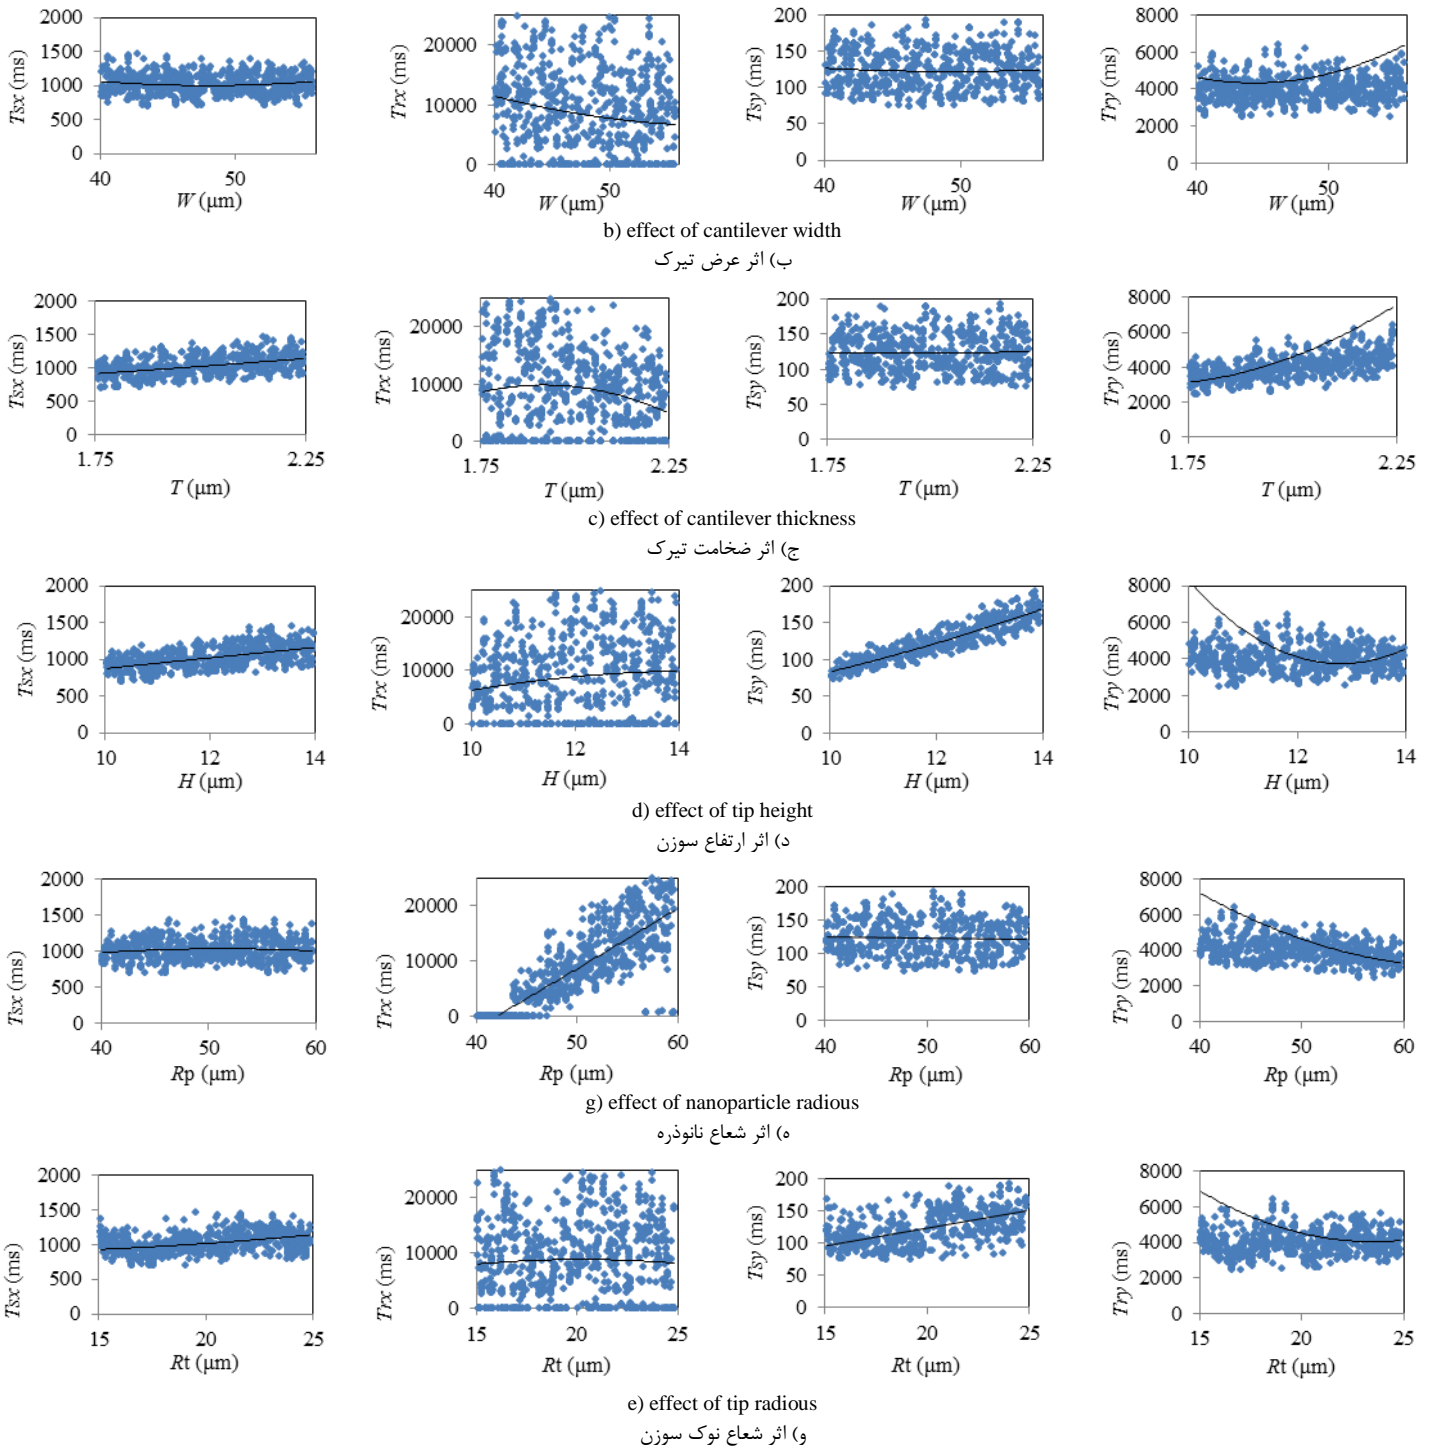 2000
1500
1000
500
0
Tsx (ms)
40
50
W (μm)
20000
10000
0
Trx (ms)
40
50
W (μm)
200
150
100
50
0
Tsy (ms)
40
50
W (μm)
8000
6000
4000
2000
0
Try (ms)
40
50
W (μm)
b) effect of cantilever width
ب) اثر عرض تیرک
2000
1500
1000
500
0
Tsx (ms)
1.75
2.25
T (μm)
20000
10000
0
Trx (ms)
1.75
2.25
T (μm)
200
150
100
50
0
Tsy (ms)
1.75
2.25
T (μm)
8000
6000
4000
2000
0
Try (ms)
1.75
2.25
T (μm)
c) effect of cantilever thickness
ج) اثر ضخامت تیرک
2000
1500
1000
500
0
Tsx (ms)
10
12
14
H (μm)
20000
10000
0
Trx (ms)
10
12
14
H (μm)
200
150
100
50
0
Tsy (ms)
10
12
14
H (μm)
8000
6000
4000
2000
0
Try (ms)
10
12
14
H (μm)
d) effect of tip height
د) اثر ارتفاع سوزن
2000
1500
1000
500
0
Tsx (ms)
40
50
60
Rp (μm)
20000
10000
0
Trx (ms)
40
50
60
Rp (μm)
200
150
100
50
0
Tsy (ms)
40
50
60
Rp (μm)
8000
6000
4000
2000
0
Try (ms)
40
50
60
Rp (μm)
g) effect of nanoparticle radious
ه) اثر شعاع نانوذره
2000
1500
1000
500
0
Tsx (ms)
15
20
25
Rt (μm)
20000
10000
0
Trx (ms)
15
20
25
Rt (μm)
200
150
100
50
0
Tsy (ms)
15
20
25
Rt (μm)
8000
6000
4000
2000
0
Try (ms)
15
20
25
Rt (μm)
e) effect of tip radious
و) اثر شعاع نوک سوزن